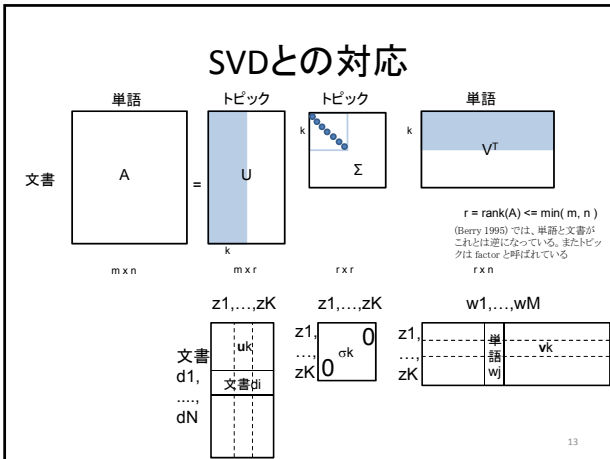 SVDとの対応
単語
トピック
トピック
単語
文書
A
=
U
k
Σ
k
V^T
k
r = rank(A) <= min( m, n )
(Berry 1995) では、単語と文書が
これとは逆になっている。またトピッ
クは factor と呼ばれている
m x n
m x r
r x r
r x n
z1,…,zK
z1,…,zK
w1,…,wM
文書
d1,
....,
dN
uk
文書di
z1,
…,
zK
0
σk
0
z1,
…,
zK
単
語
wj
vk
13